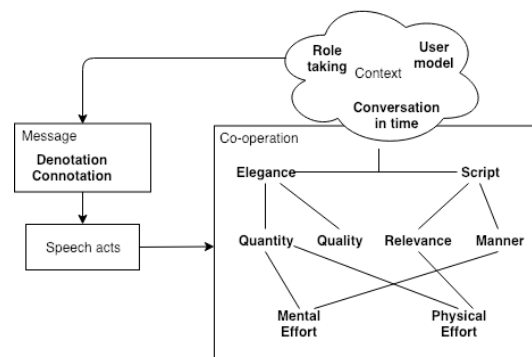 Role
taking
User
model
Context
Conversation
in time
Message
Denotation
Connotation
Speech acts
Co-operation
Elegance
Script
Quantity
Quality
Relevance
Manner
Mental
Effort
Physical
Effort